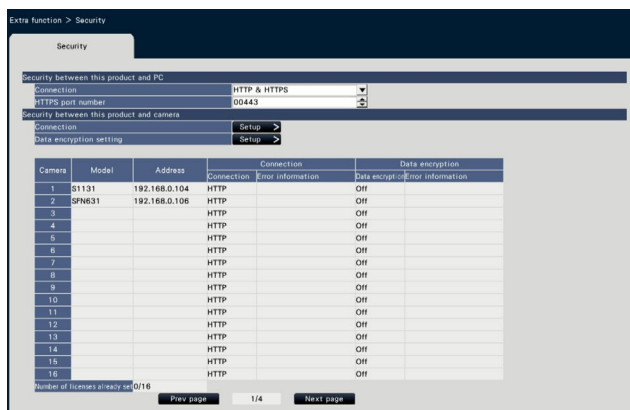 Extra function > Security
Security
Security between this product and PC
Connection HTTP & HTTPS
HTTPS port number 00443
Security between this product and camera
Connection Setup >
Data encryption setting Setup >
Camera Model Address Connection Data encryption
Connection Error information Data encryption Error information
1 S1131 192.168.0.104 HTTP Off
2 SFN631 192.168.0.106 HTTP Off
3 HTTP Off
4 HTTP Off
5 HTTP Off
6 HTTP Off
7 HTTP Off
8 HTTP Off
9 HTTP Off
10 HTTP Off
11 HTTP Off
12 HTTP Off
13 HTTP Off
14 HTTP Off
15 HTTP Off
16 HTTP Off
Number of licenses already set 0/16
Prev page 1/4 Next page